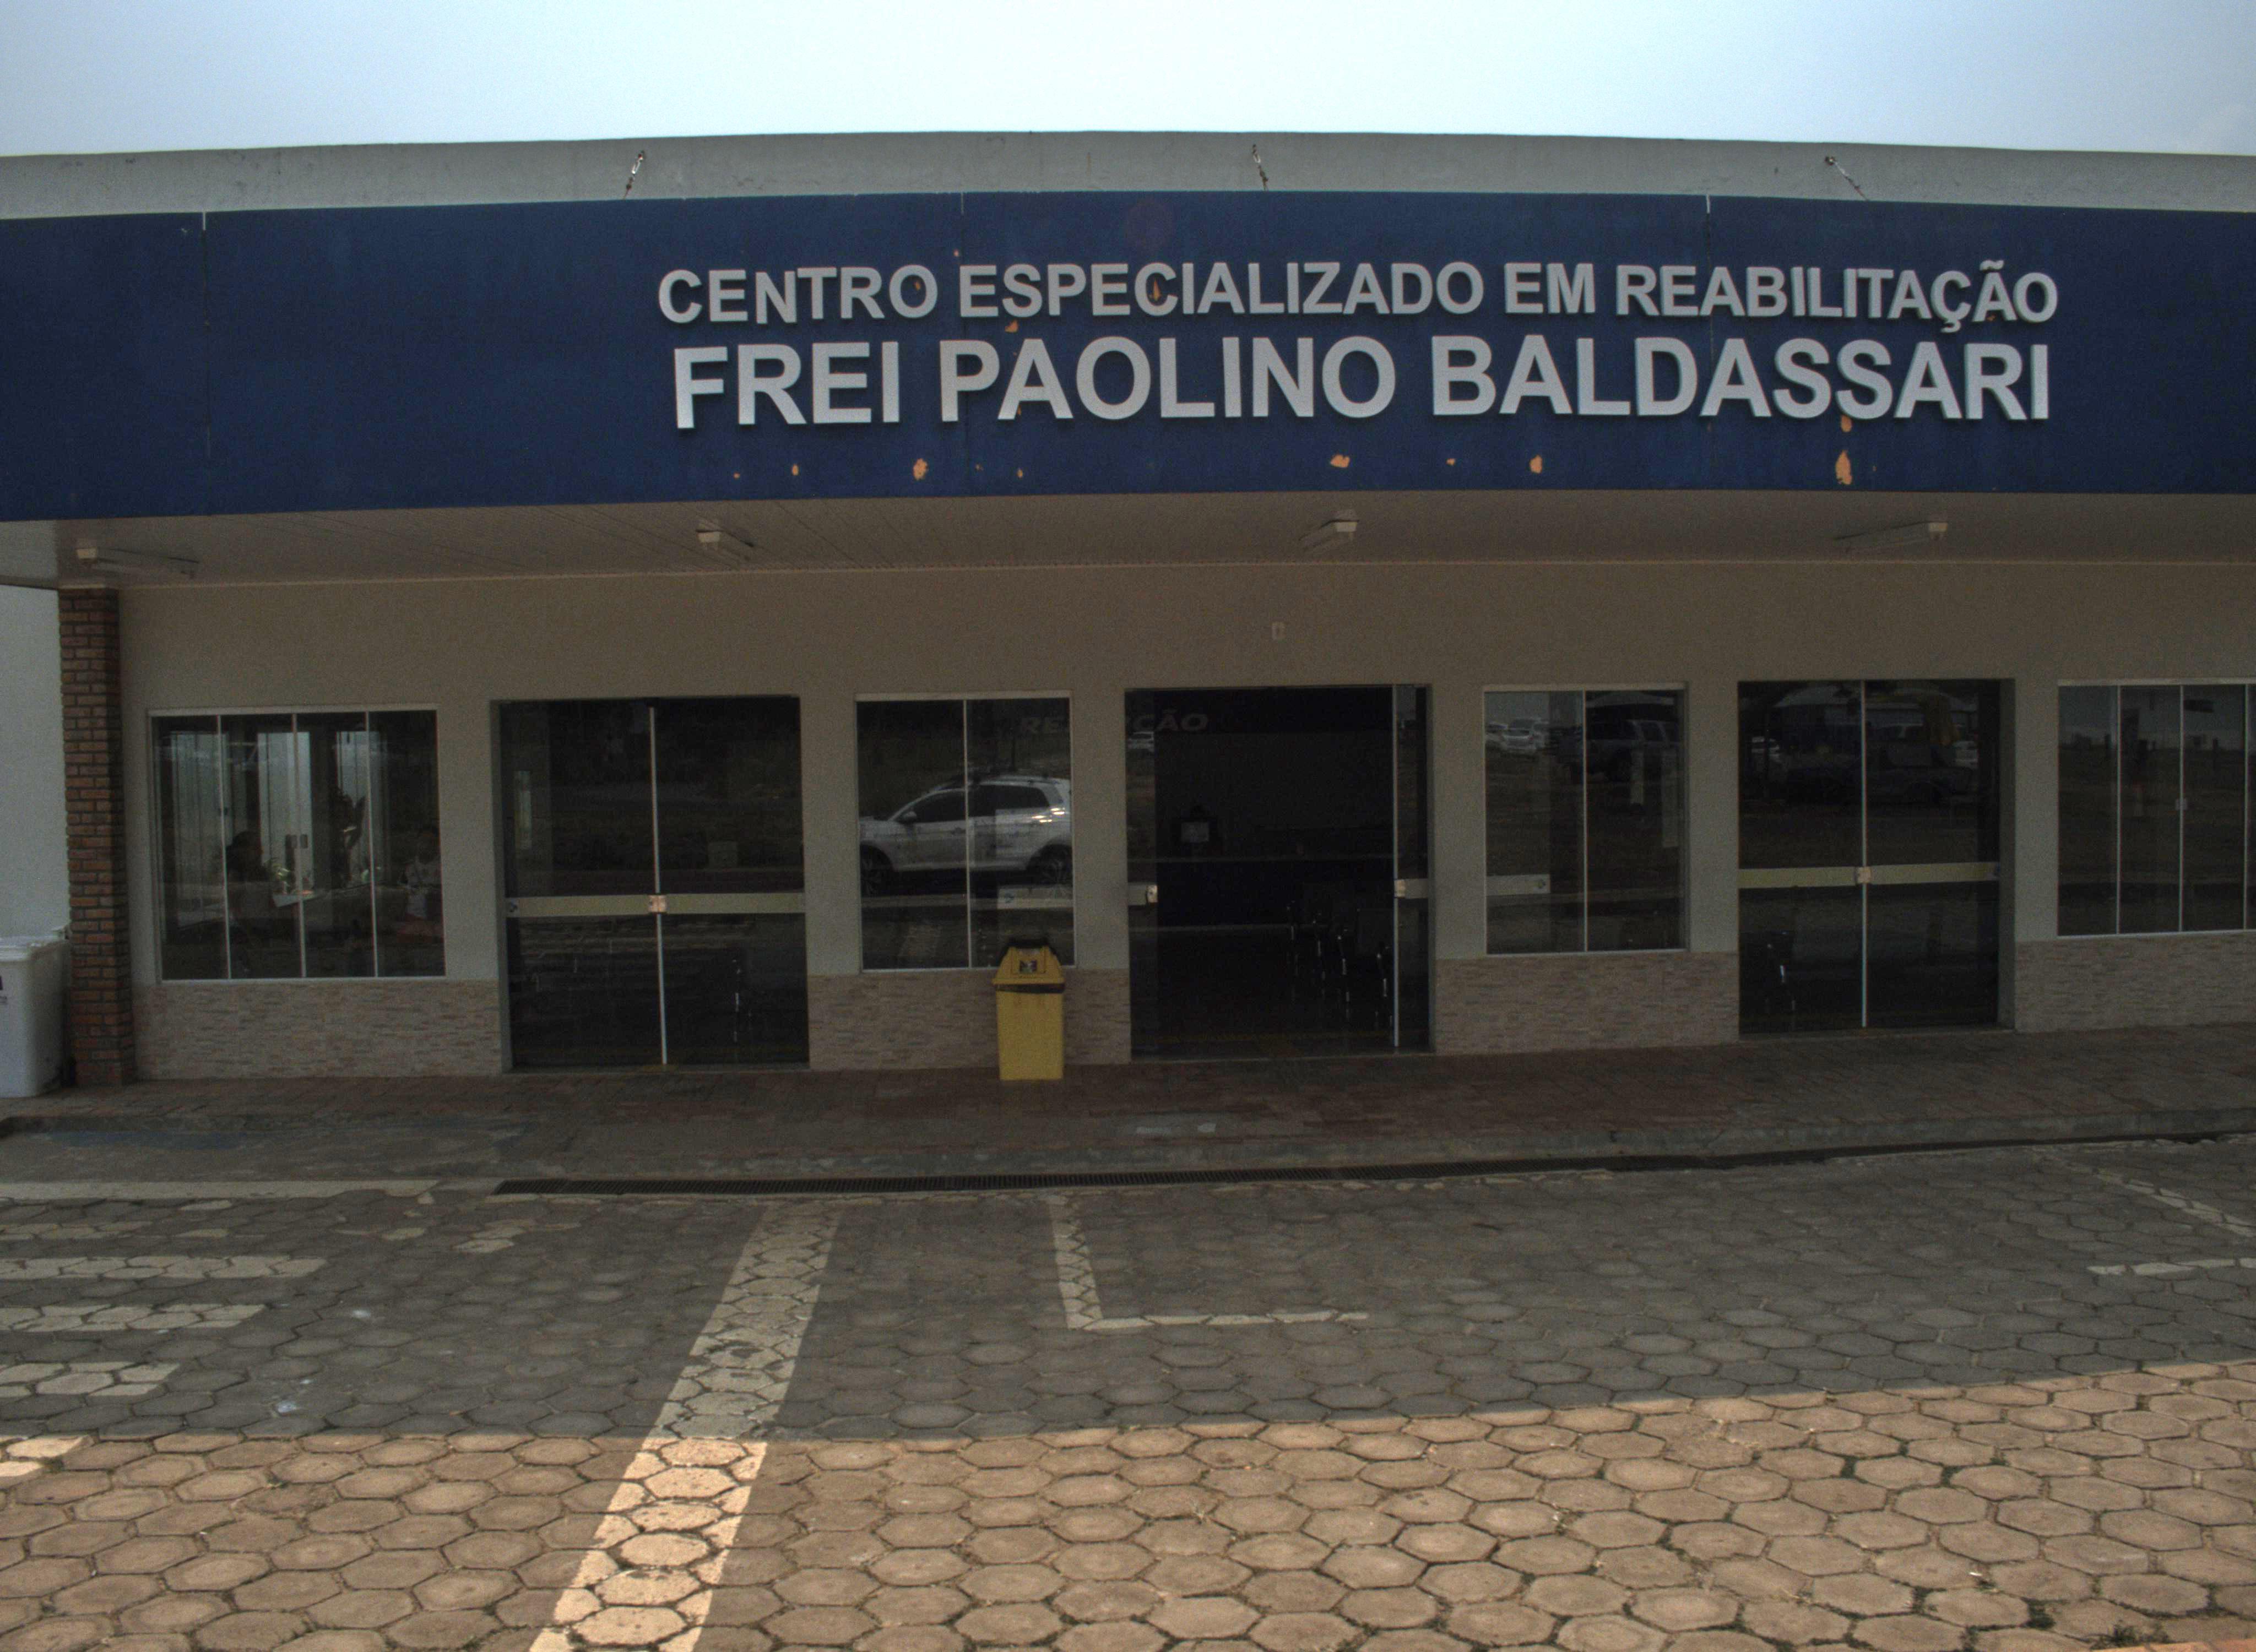 CENTRO ESPECIALIZADO EM REABILITAÇÃO
FREI PAOLINO BALDASSARI